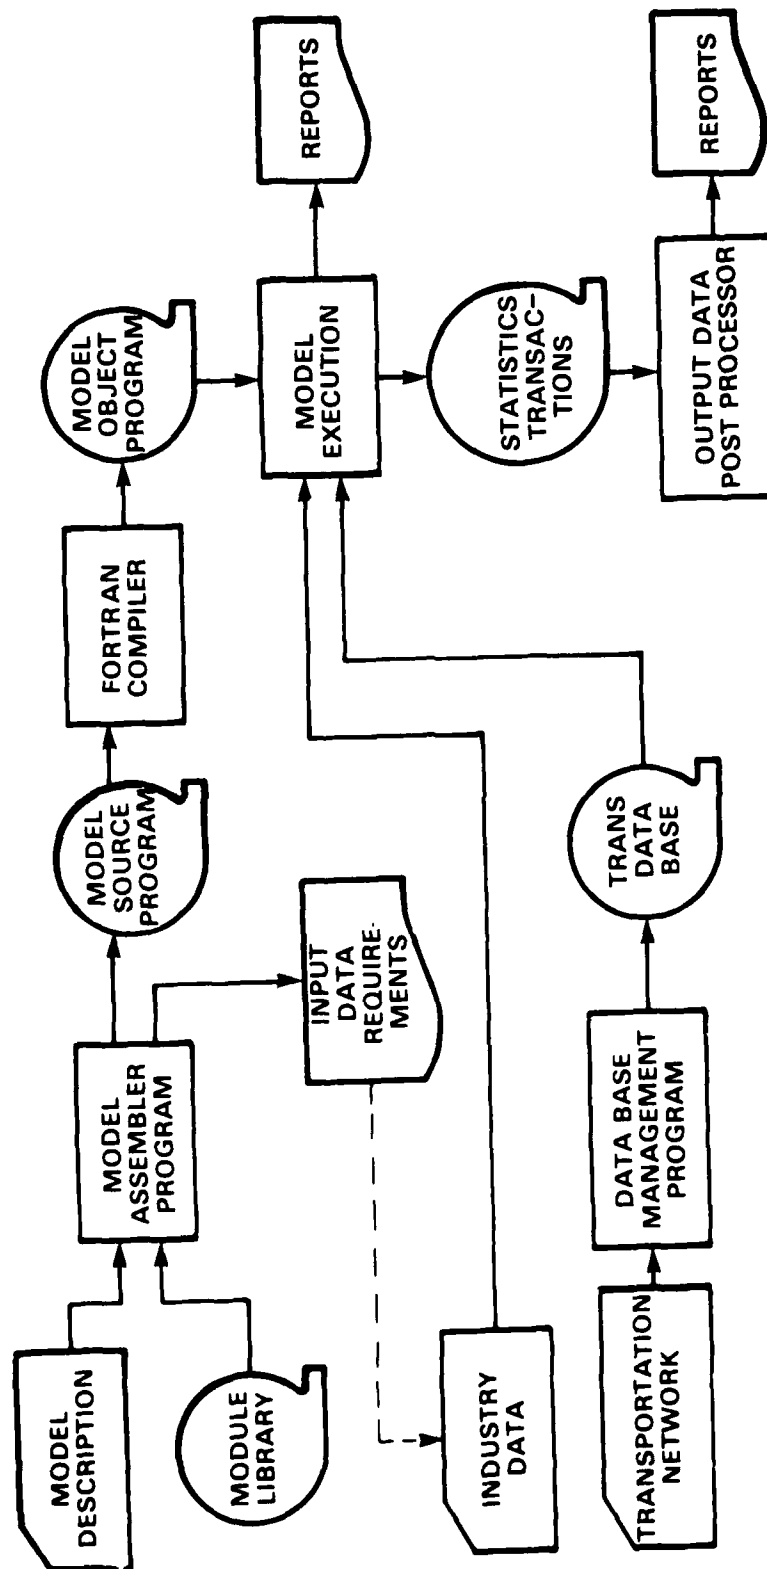 MODEL
DESCRIPTION
MODULE
LIBRARY
MODEL
ASSEMBLER
PROGRAM
MODEL
SOURCE
PROGRAM
FORTRAN
COMPILER
MODEL
OBJECT
PROGRAM
INPUT
DATA
REQUIRE-
MENTS
MODEL
EXECUTION
REPORTS
INDUSTRY
DATA
STATISTICS
TRANSAC-
TIONS
TRANSPORTATION
NETWORK
DATA BASE
MANAGEMENT
PROGRAM
TRANS
DATA
BASE
OUTPUT DATA
POST PROCESSOR
REPORTS